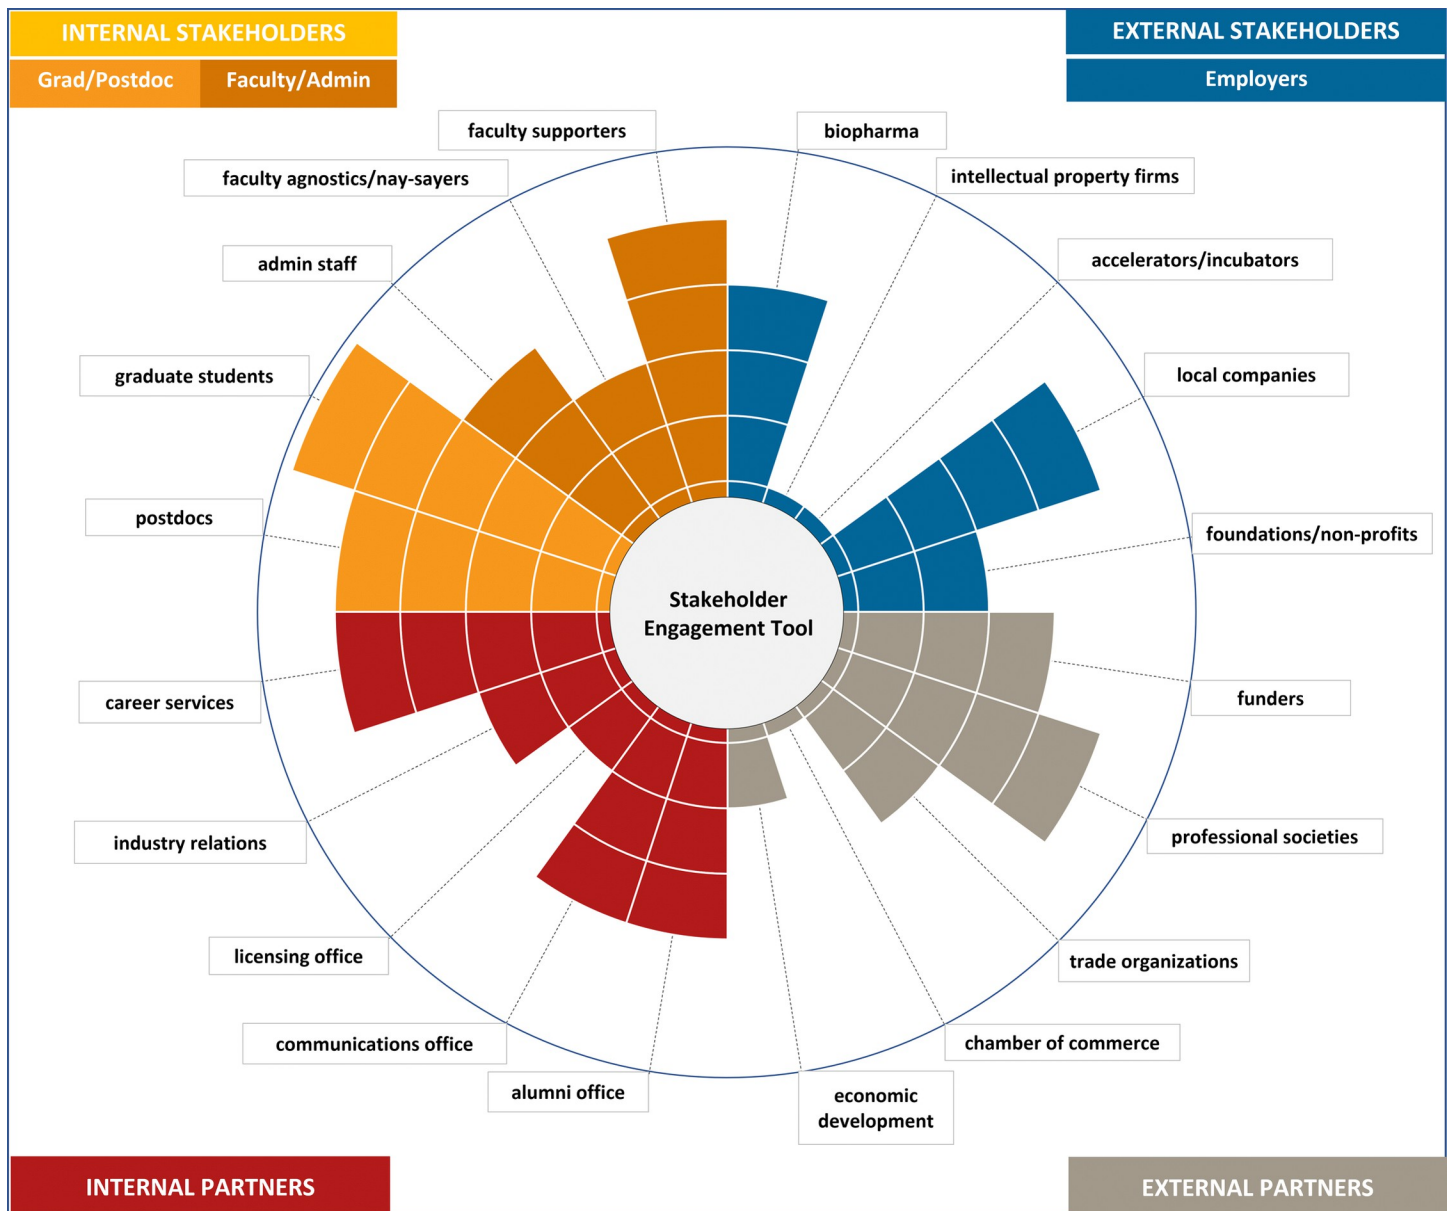 INTERNAL STAKEHOLDERS
Grad/Postdoc
Faculty/Admin
EXTERNAL STAKEHOLDERS
Employers
faculty supporters
biopharma
faculty agnostics/nay-sayers
intellectual property firms
admin staff
accelerators/incubators
graduate students
local companies
postdocs
foundations/non-profits
Stakeholder
Engagement Tool
career services
funders
industry relations
professional societies
licensing office
trade organizations
communications office
chamber of commerce
alumni office
economic
development
INTERNAL PARTNERS
EXTERNAL PARTNERS